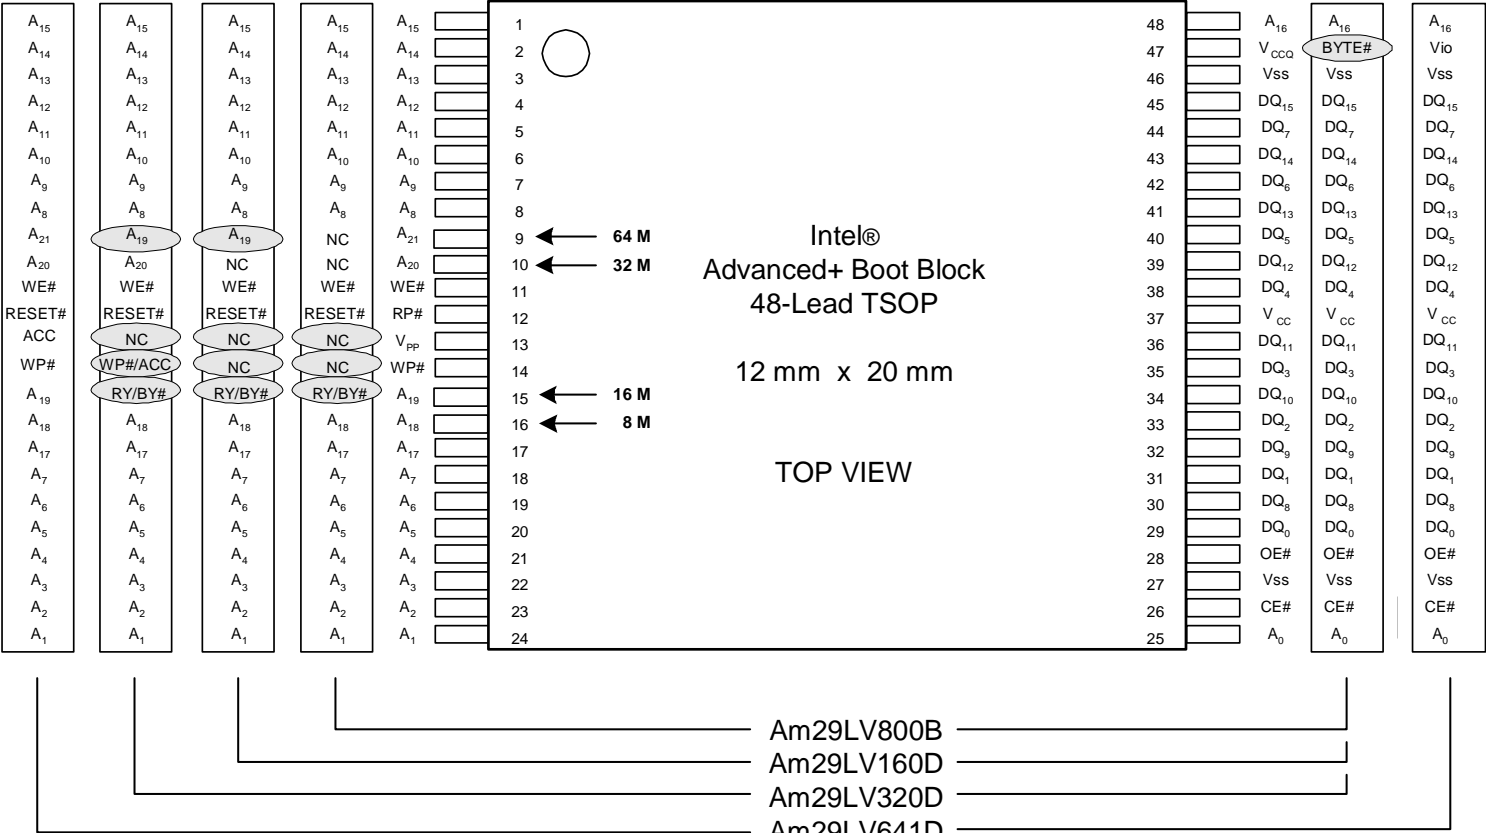 A15 A15 A15 A15 A15 1 48 A16 A16 A16
A14 A14 A14 A14 A14 2 47 VCCQ BYTE# Vio
A13 A13 A13 A13 A13 3 46 Vss Vss Vss
A12 A12 A12 A12 A12 4 45 DQ15 DQ15 DQ15
A11 A11 A11 A11 A11 5 44 DQ7 DQ7 DQ7
A10 A10 A10 A10 A10 6 43 DQ14 DQ14 DQ14
A9 A9 A9 A9 A9 7 42 DQ6 DQ6 DQ6
A8 A8 A8 A8 A8 8 41 DQ13 DQ13 DQ13
A21 A19 A19 NC A21 9 64 M Intel® 40 DQ5 DQ5 DQ5
A20 A20 NC NC A20 10 32 M Advanced+ Boot Block 39 DQ12 DQ12 DQ12
WE# WE# WE# WE# WE# 11 38 DQ4 DQ4 DQ4
RESET# RESET# RESET# RESET# RP# 12 48-Lead TSOP 37 VCC VCC VCC
ACC NC NC NC VPP 13 36 DQ11 DQ11 DQ11
WP# WP#/ACC NC NC WP# 14 12 mm x 20 mm 35 DQ3 DQ3 DQ3
A19 RY/BY# RY/BY# RY/BY# A19 15 16 M 34 DQ10 DQ10 DQ10
A18 A18 A18 A18 A18 16 8 M 33 DQ2 DQ2 DQ2
A17 A17 A17 A17 A17 17 32 DQ9 DQ9 DQ9
A7 A7 A7 A7 A7 18 TOP VIEW 31 DQ1 DQ1 DQ1
A6 A6 A6 A6 A6 19 30 DQ8 DQ8 DQ8
A5 A5 A5 A5 A5 20 29 DQ0 DQ0 DQ0
A4 A4 A4 A4 A4 21 28 OE# OE# OE#
A3 A3 A3 A3 A3 22 27 Vss Vss Vss
A2 A2 A2 A2 A2 23 26 CE# CE# CE#
A1 A1 A1 A1 A1 24 25 A0 A0 A0
Am29LV800B
Am29LV160D
Am29LV320D
Am29LV641D